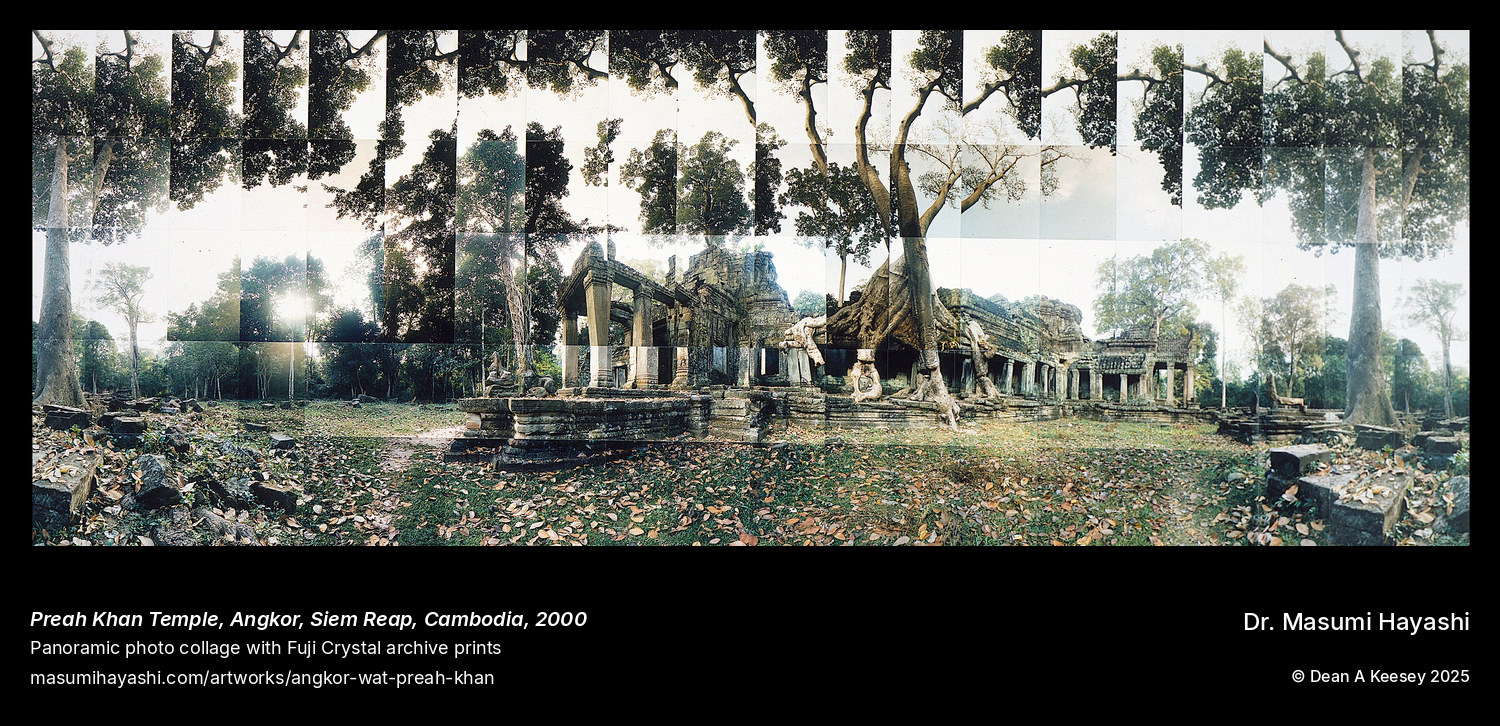 Preah Khan Temple, Angkor, Siem Reap, Cambodia, 2000
Panoramic photo collage with Fuji Crystal archive prints
masumihayashi.com/artworks/angkor-wat-preah-khan
Dr. Masumi Hayashi
© Dean A Keesey 2025